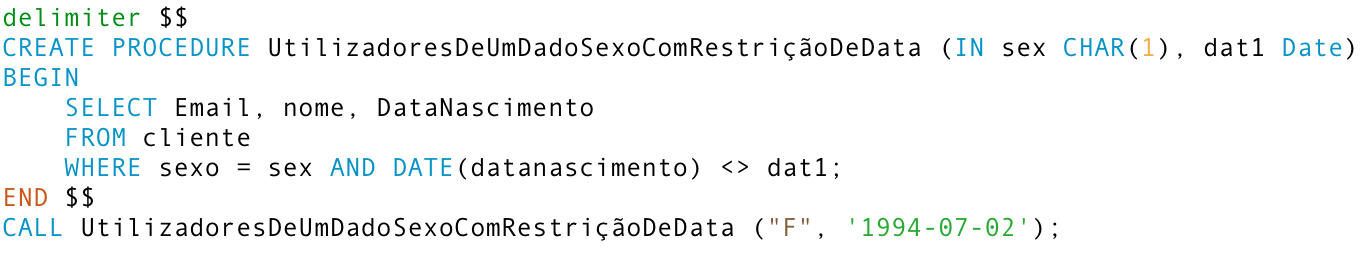 delimiter $$
CREATE PROCEDURE UtilizadoresDeUmDadoSexoComRestriçãoDeData (IN sex CHAR(1), dat1 Date)
BEGIN
    SELECT Email, nome, DataNascimento
    FROM cliente
    WHERE sexo = sex AND DATE(datanascimento) <> dat1;
END $$
CALL UtilizadoresDeUmDadoSexoComRestriçãoDeData ("F", '1994-07-02');